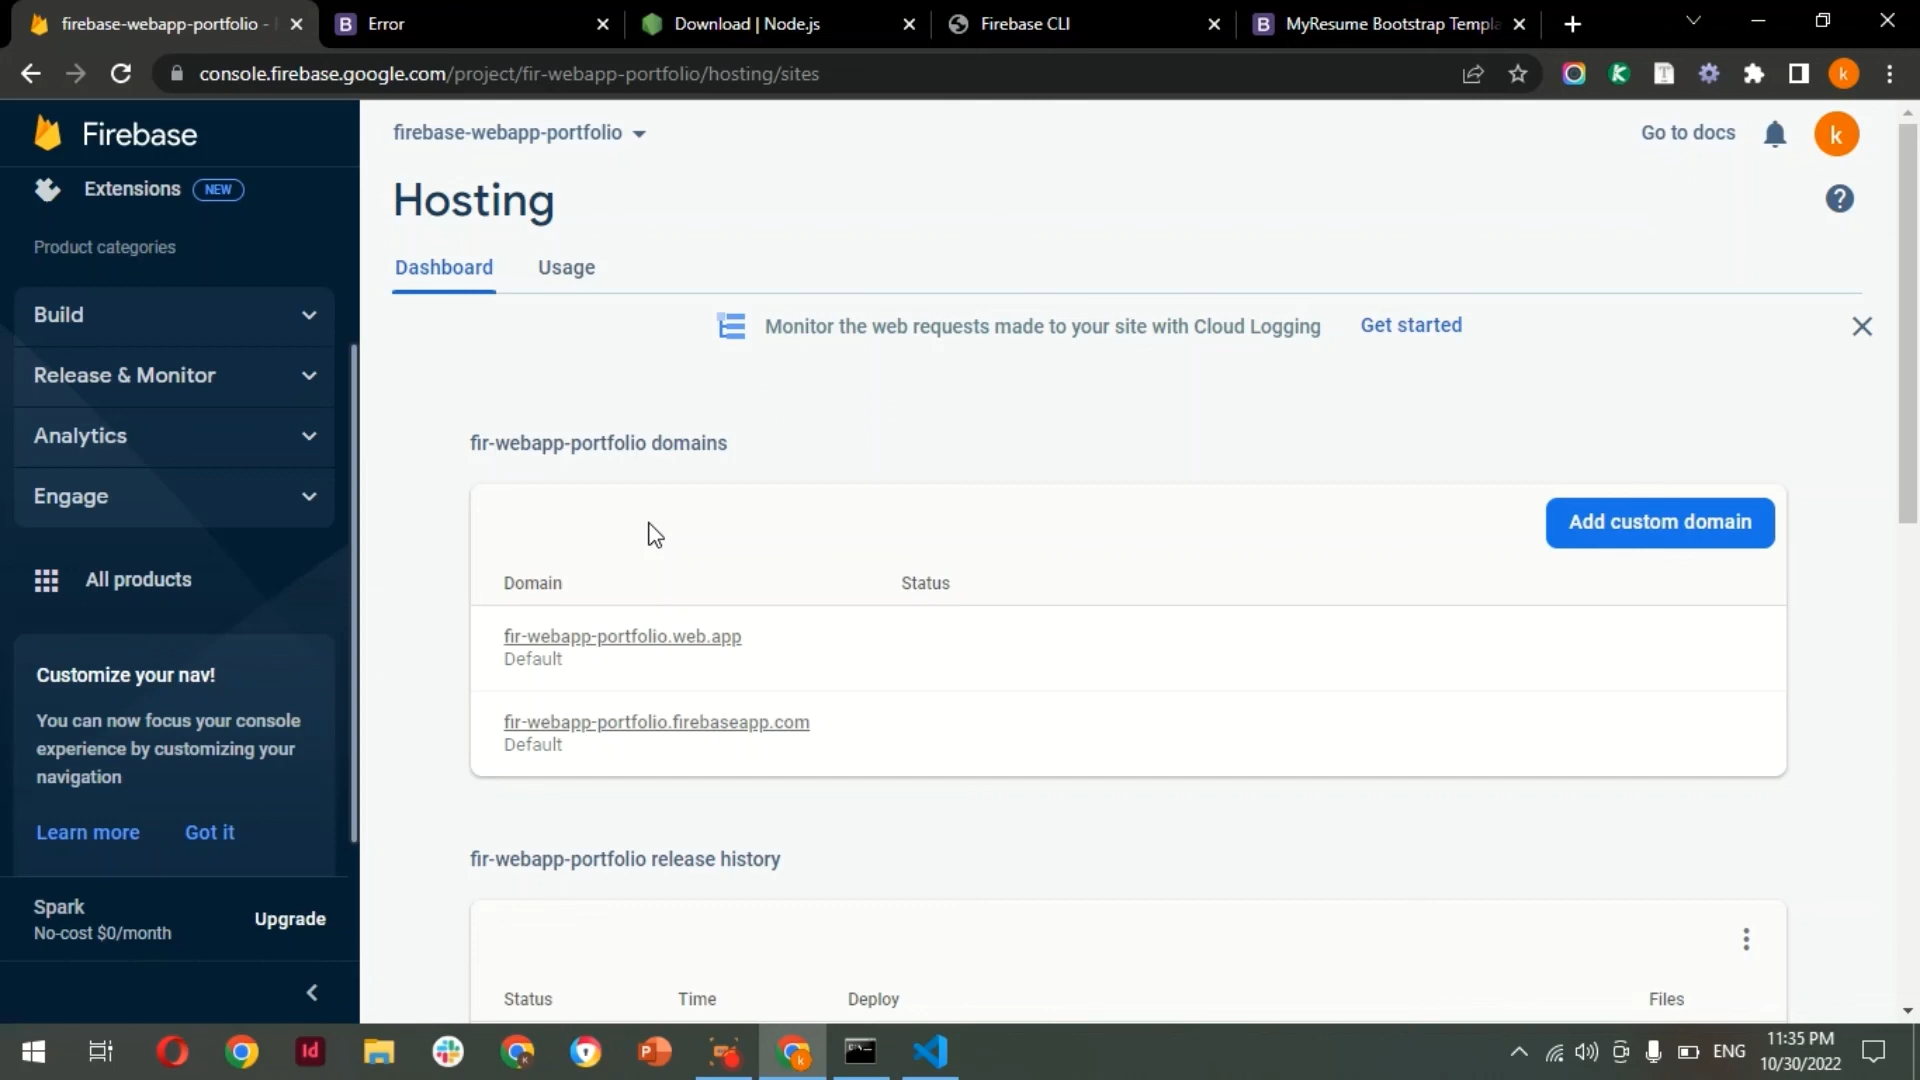 firebase-webapp-portfolio -
Error
Download | Node.js
Firebase CLI
MyResume Bootstrap Templa
console.firebase.google.com/project/fir-webapp-portfolio/hosting/sites
k
Firebase
firebase-webapp-portfolio
Go to docs
k
Extensions NEW
Hosting
Product categories
Dashboard
Usage
Build
Monitor the web requests made to your site with Cloud Logging
Get started
Release & Monitor
Analytics
fir-webapp-portfolio domains
Engage
Add custom domain
All products
Domain
Status
fir-webapp-portfolio.web.app
Default
Customize your nav!
You can now focus your console
experience by customizing your
navigation
fir-webapp-portfolio.firebaseapp.com
Default
Learn more
Got it
fir-webapp-portfolio release history
Spark
No-cost $0/month
Upgrade
Status
Time
Deploy
Files
ENG
11:35 PM
10/30/2022